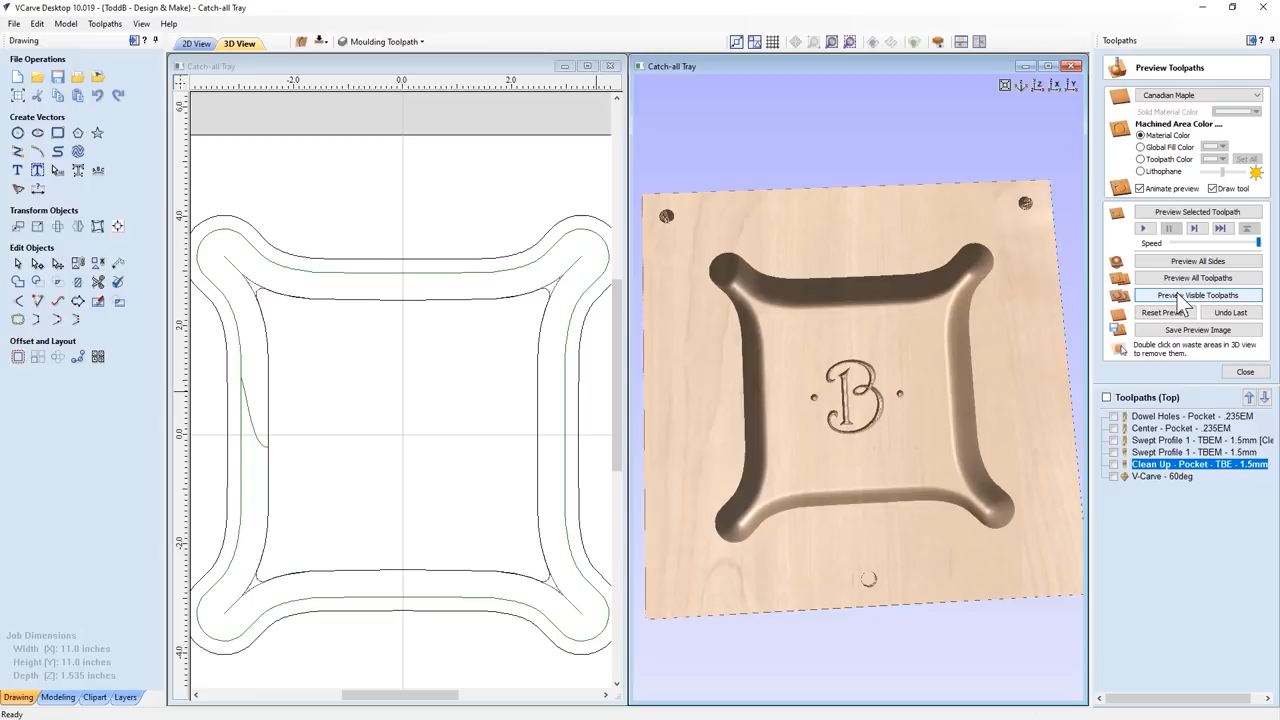 VCarve Desktop 10.019 - [ToddB - Design & Make] - Catch-all Tray
File Edit Model Toolpaths View Help
Drawing
2D View 3D View
Moulding Toolpath
Toolpaths
File Operations
Create Vectors
Transform Objects
Edit Objects
Offset and Layout
Job Dimensions
Width [X]: 11.0 inches
Height [Y]: 11.0 inches
Depth [Z]: 1.535 inches
Drawing Modeling Clipart Layers
Ready
Catch-all Tray
-2.0 0.0 2.0
6.0
4.0
2.0
0.0
-2.0
-4.0
Catch-all Tray
B
Preview Toolpaths
Canadian Maple
Solid Material Color
Machined Area Color ....
Material Color
Global Fill Color
Toolpath Color Set All
Lithophane
Animate preview Draw tool
Preview Selected Toolpath
Speed
Preview All Sides
Preview All Toolpaths
Preview Visible Toolpaths
Reset Preview Undo Last
Save Preview Image
Double click on waste areas in 3D view
to remove them.
Close
Toolpaths (Top)
Dowel Holes - Pocket - .235EM
Center - Pocket - .235EM
Swept Profile 1 - TBEM - 1.5mm [Cle
Swept Profile 1 - TBEM - 1.5mm
Clean Up - Pocket - TBE - 1.5mm
V-Carve - 60deg